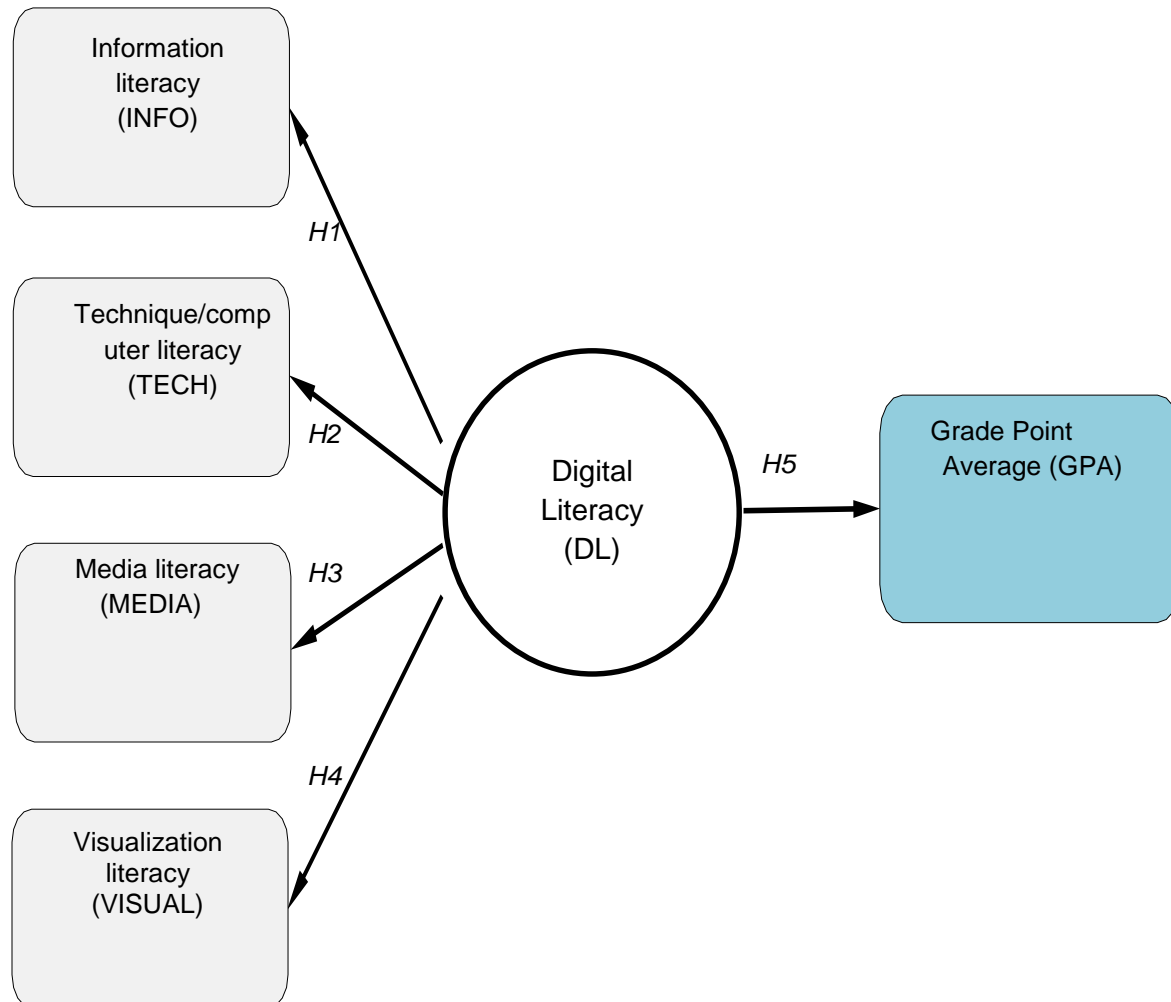 Information
literacy
(INFO)
H1
Technique/comp
uter literacy
(TECH)
H2
Media literacy
(MEDIA)
H3
Visualization
literacy
(VISUAL)
H4
Digital
Literacy
(DL)
H5
Grade Point
Average (GPA)